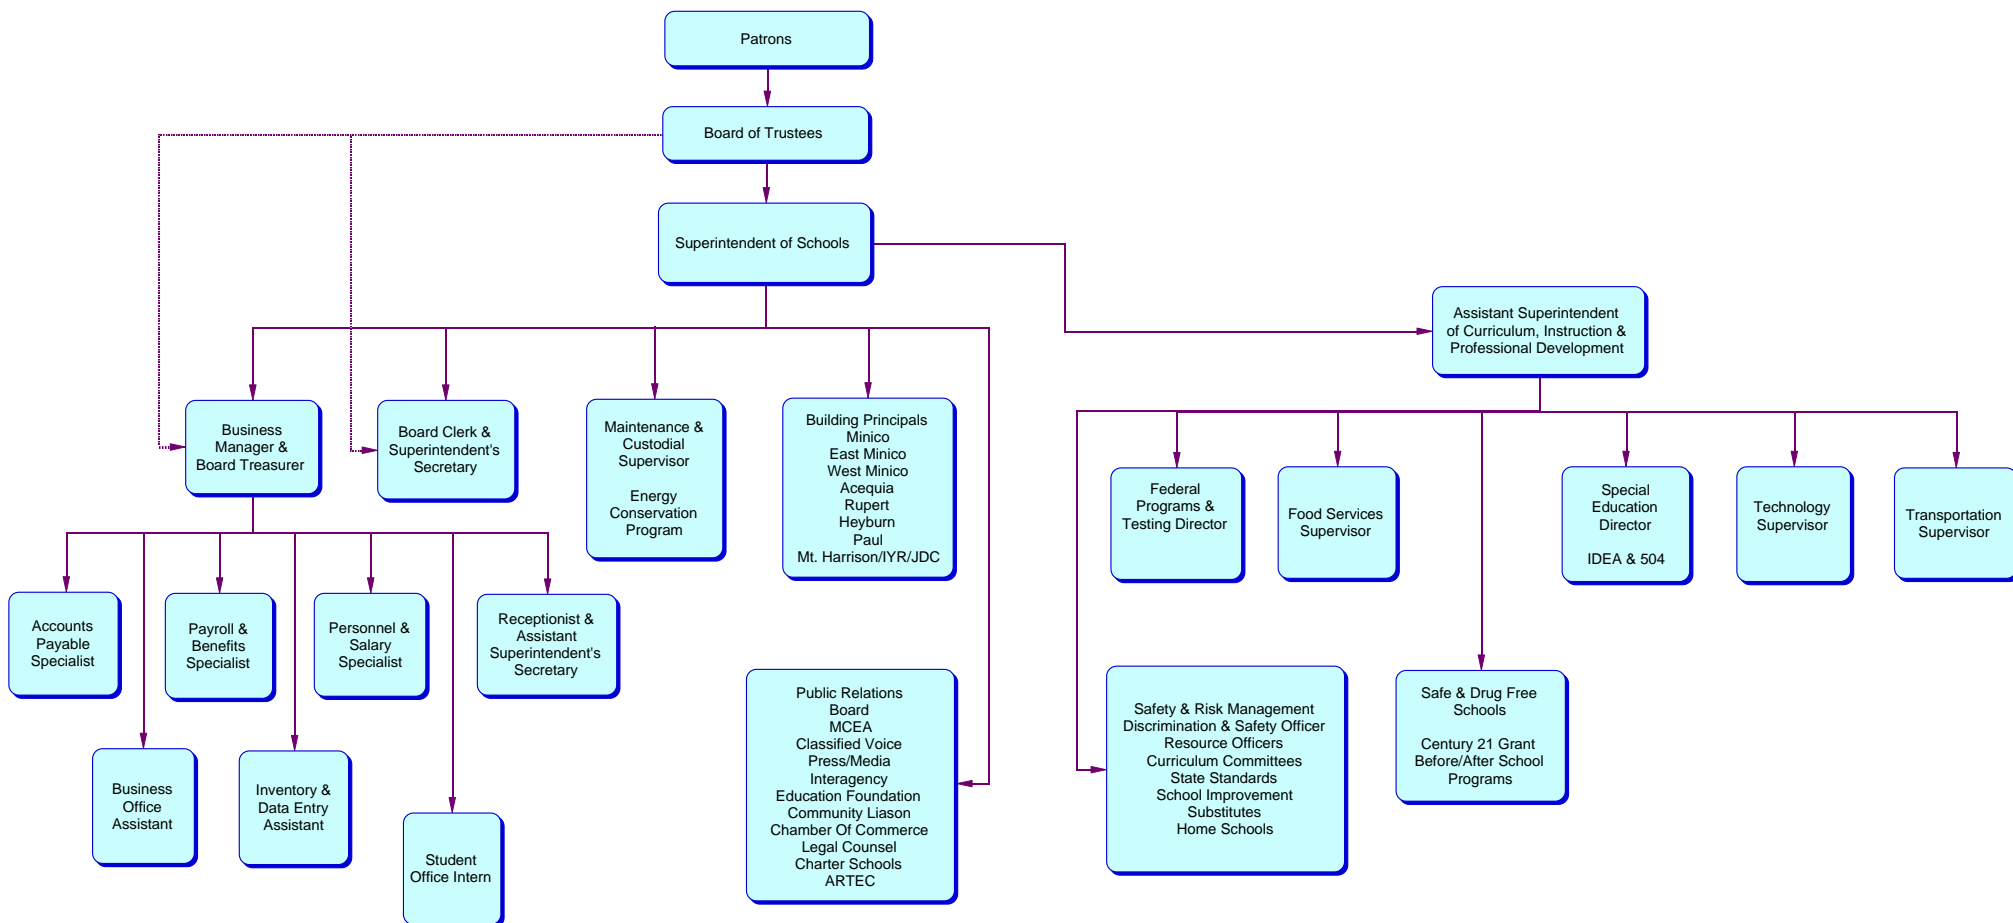 Patrons
Board of Trustees
Superintendent of Schools
Assistant Superintendent
of Curriculum, Instruction &
Professional Development
Business
Manager &
Board Treasurer
Board Clerk &
Superintendent's
Secretary
Maintenance &
Custodial
Supervisor
Energy
Conservation
Program
Building Principals
Minico
East Minico
West Minico
Acequia
Rupert
Heyburn
Paul
Mt. Harrison/IYR/JDC
Federal
Programs &
Testing Director
Food Services
Supervisor
Special
Education
Director
IDEA & 504
Technology
Supervisor
Transportation
Supervisor
Accounts
Payable
Specialist
Payroll &
Benefits
Specialist
Personnel &
Salary
Specialist
Receptionist &
Assistant
Superintendent's
Secretary
Business
Office
Assistant
Inventory &
Data Entry
Assistant
Student
Office Intern
Public Relations
Board
MCEA
Classified Voice
Press/Media
Interagency
Education Foundation
Community Liason
Chamber Of Commerce
Legal Counsel
Charter Schools
ARTEC
Safety & Risk Management
Discrimination & Safety Officer
Resource Officers
Curriculum Committees
State Standards
School Improvement
Substitutes
Home Schools
Safe & Drug Free
Schools
Century 21 Grant
Before/After School
Programs